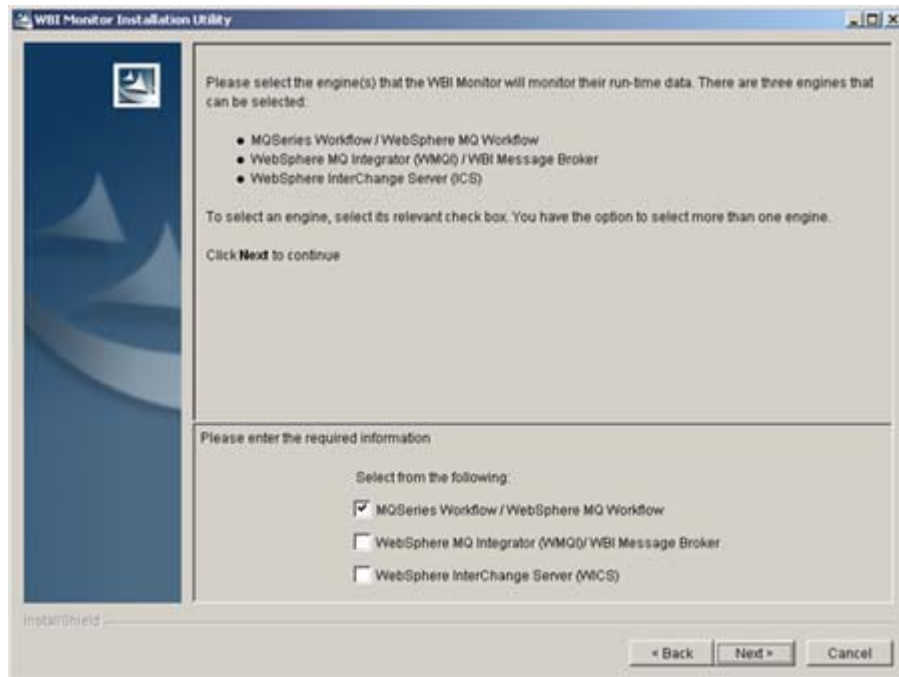 WBI Monitor Installation Utility
Please select the engine(s) that the WBI Monitor will monitor their run-time data. There are three engines that
can be selected:
● MQSeries Workflow / WebSphere MQ Workflow
● WebSphere MQ Integrator (WMQI) / WBI Message Broker
● WebSphere InterChange Server (ICS)
To select an engine, select its relevant check box. You have the option to select more than one engine.
Click Next to continue
Please enter the required information
Select from the following:
MQSeries Workflow / WebSphere MQ Workflow
WebSphere MQ Integrator (WMQI)/ WBI Message Broker
WebSphere InterChange Server (WICS)
InstallShield
< Back Next > Cancel